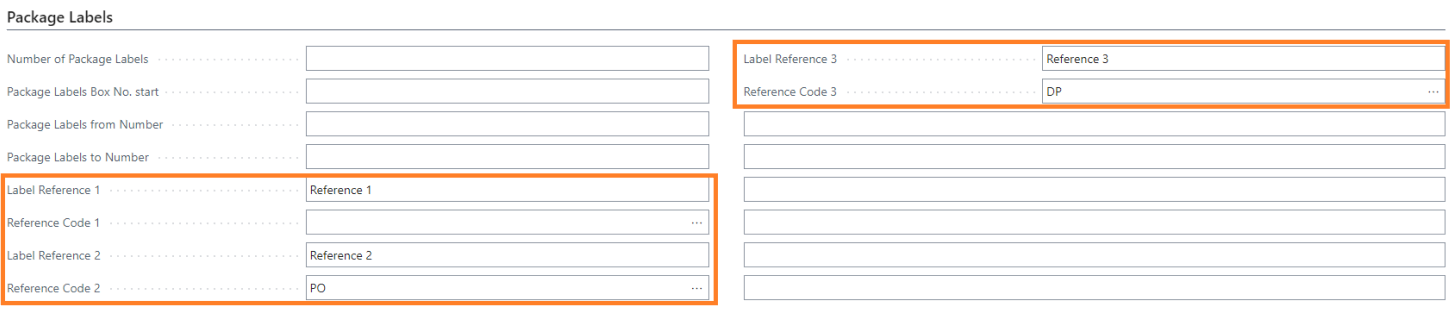 Package Labels
Number of Package Labels
Package Labels Box No. start
Package Labels from Number
Package Labels to Number
Label Reference 1 Reference 1
Reference Code 1 ...
Label Reference 2 Reference 2
Reference Code 2 PO ...
Label Reference 3 Reference 3
Reference Code 3 DP ...